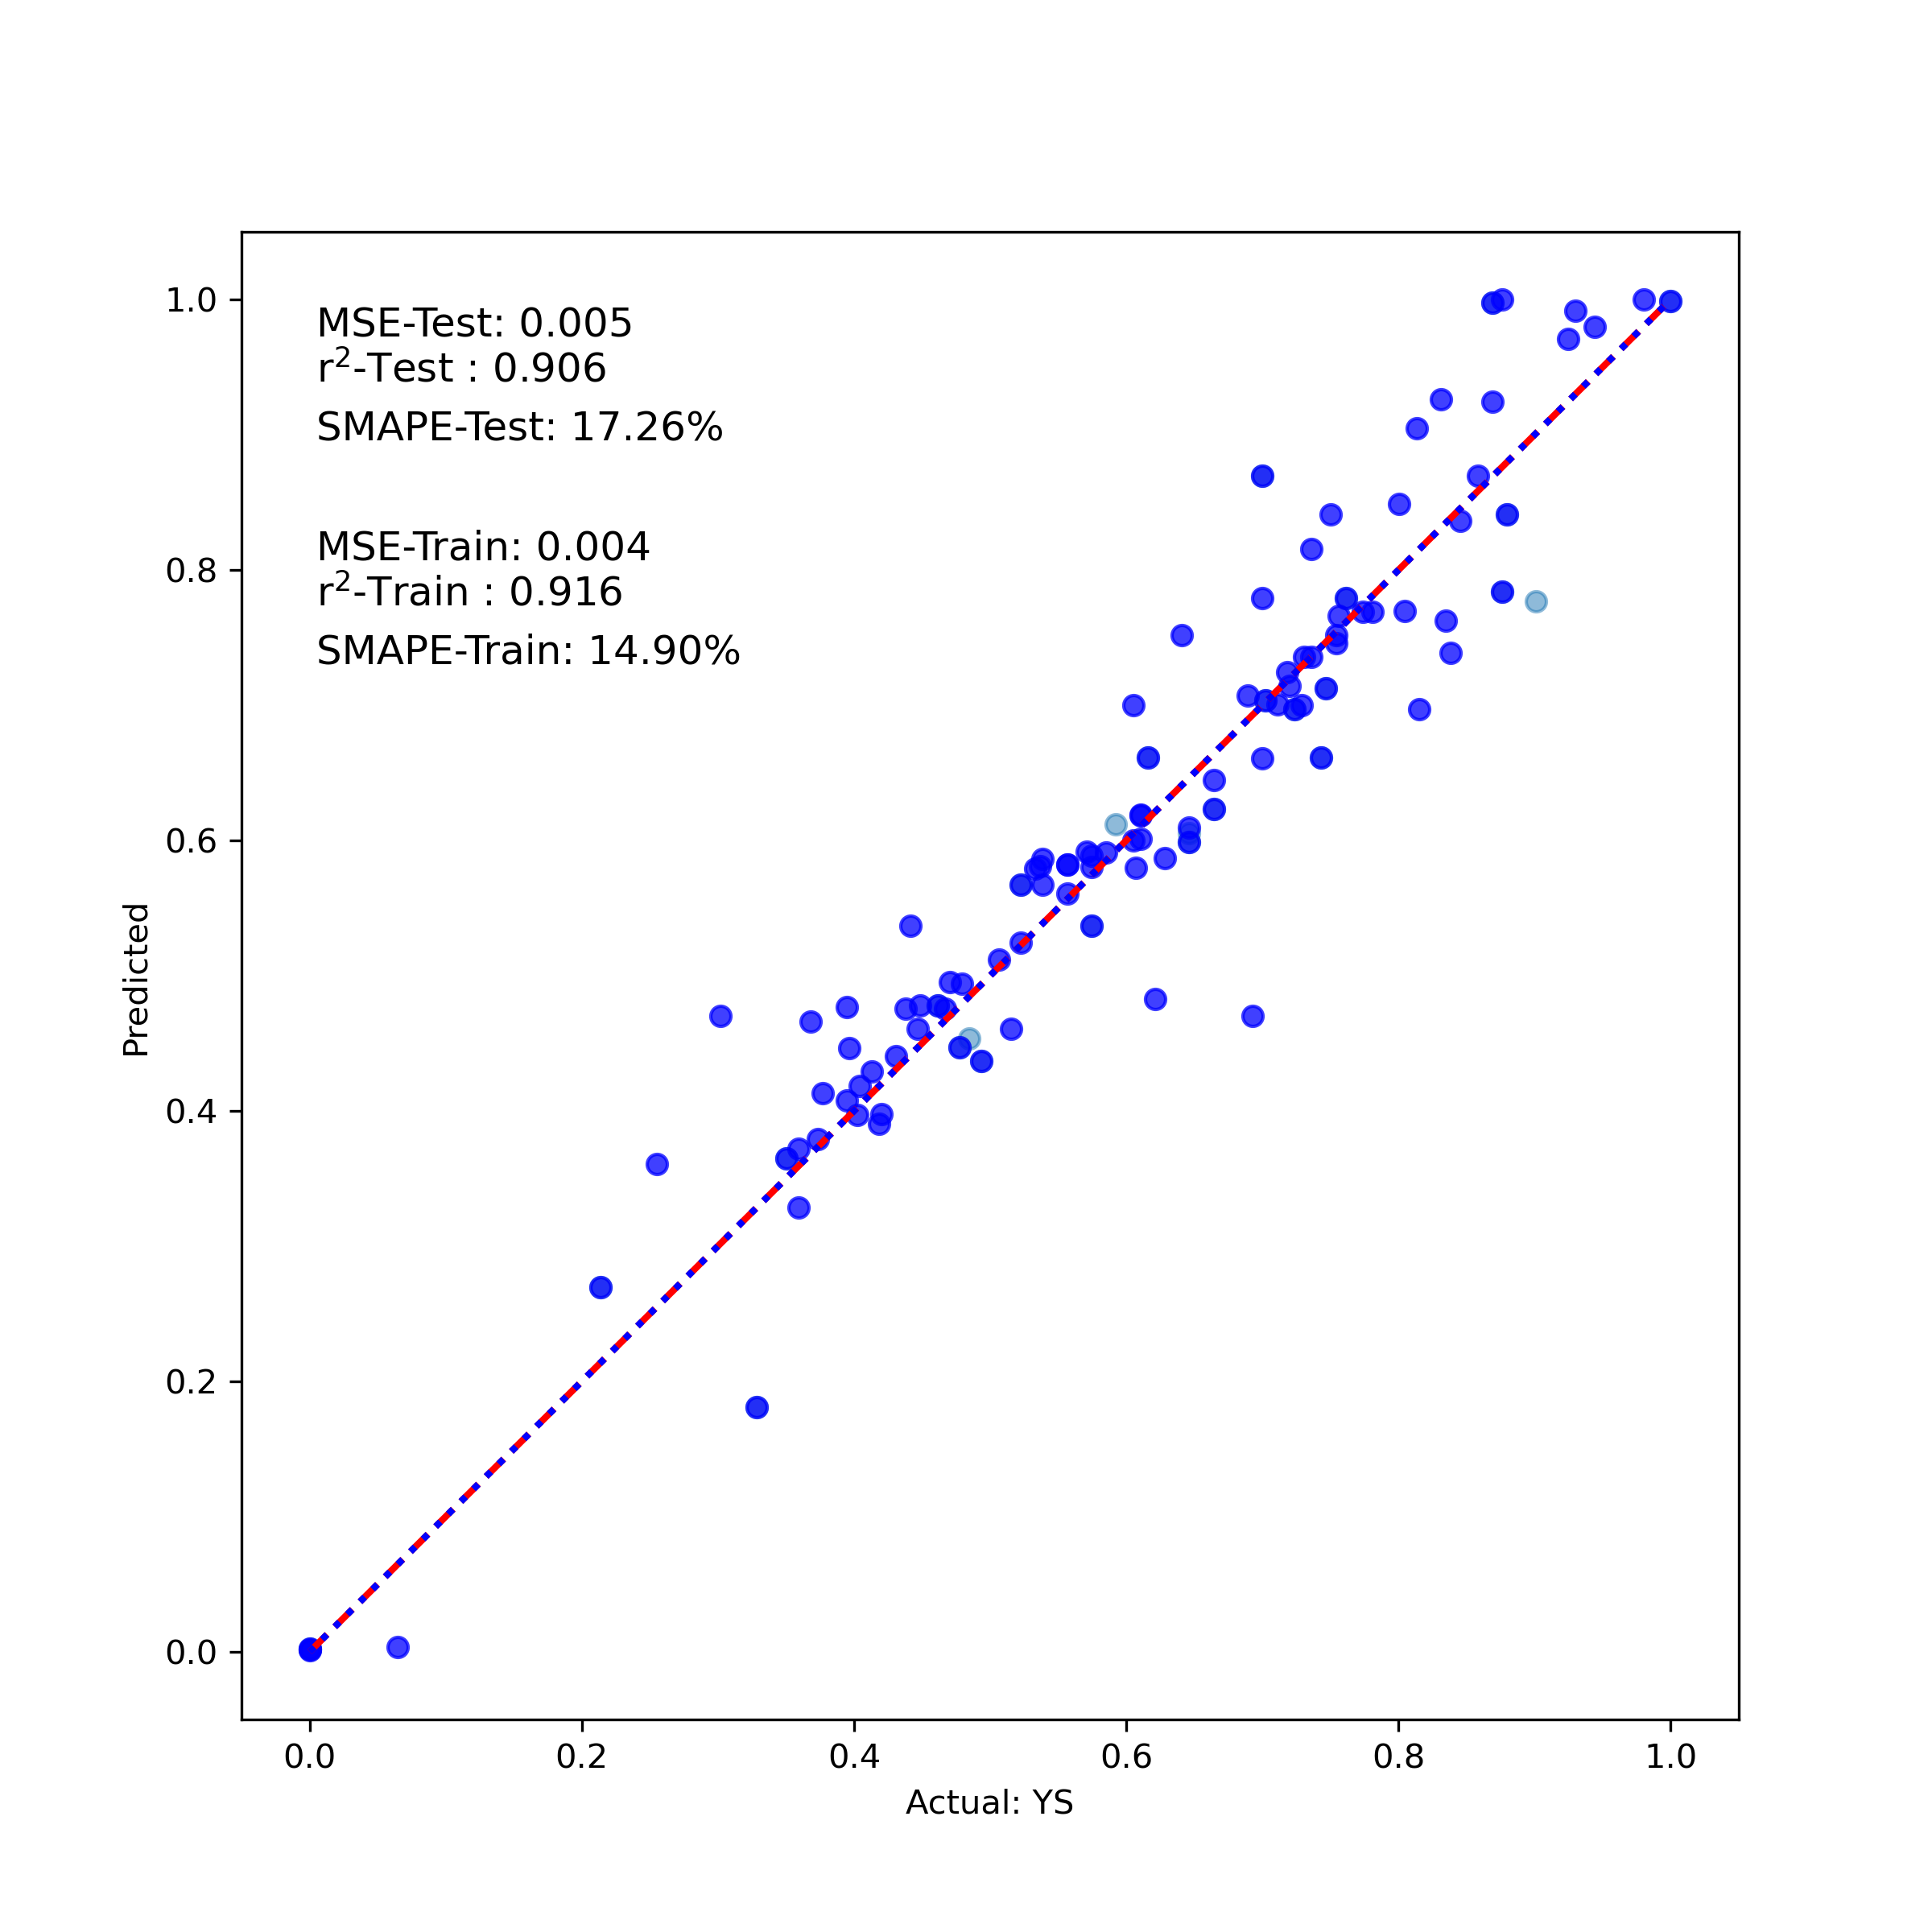 MSE-Test: 0.005
r²-Test : 0.906
SMAPE-Test: 17.26%
MSE-Train: 0.004
r²-Train : 0.916
SMAPE-Train: 14.90%
1.0
0.8
0.6
0.4
0.2
0.0
Predicted
0.0 0.2 0.4 0.6 0.8 1.0
Actual: YS